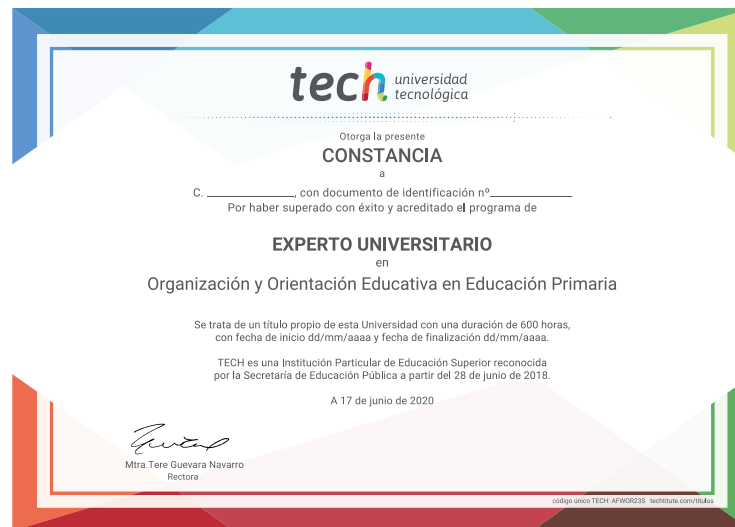 tech universidad
tecnológica
Otorga la presente
CONSTANCIA
a
C. ________________, con documento de identificación nº______________
Por haber superado con éxito y acreditado el programa de
EXPERTO UNIVERSITARIO
en
Organización y Orientación Educativa en Educación Primaria
Se trata de un título propio de esta Universidad con una duración de 600 horas,
con fecha de inicio dd/mm/aaaa y fecha de finalización dd/mm/aaaa.
TECH es una Institución Particular de Educación Superior reconocida
por la Secretaría de Educación Pública a partir del 28 de junio de 2018.
A 17 de junio de 2020
Mtra.Tere Guevara Navarro
Rectora
código único TECH: AFWOR23S techtitute.com/títulos